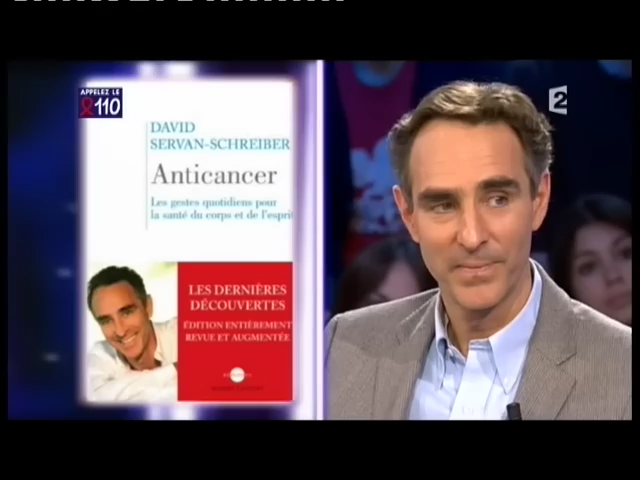 APPELEZ LE
110
2
DAVID
SERVAN-SCHREIBER
Anticancer
Les gestes quotidiens pour
la santé du corps et de l'esprit
LES DERNIÈRES
DÉCOUVERTES
ÉDITION ENTIÈREMENT
REVUE ET AUGMENTÉE